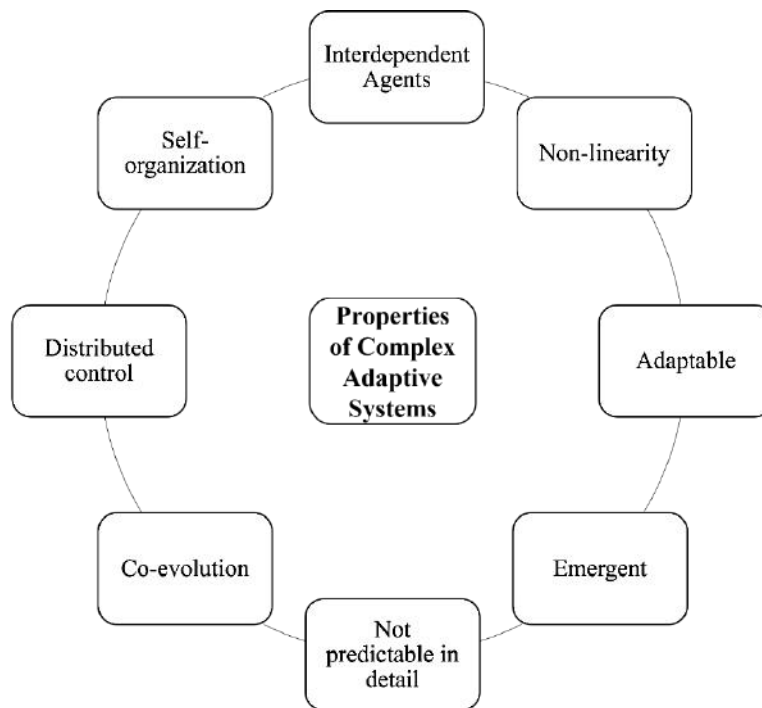 Interdependent
Agents
Non-linearity
Adaptable
Emergent
Not
predictable in
detail
Co-evolution
Distributed
control
Self-
organization
Properties
of Complex
Adaptive
Systems